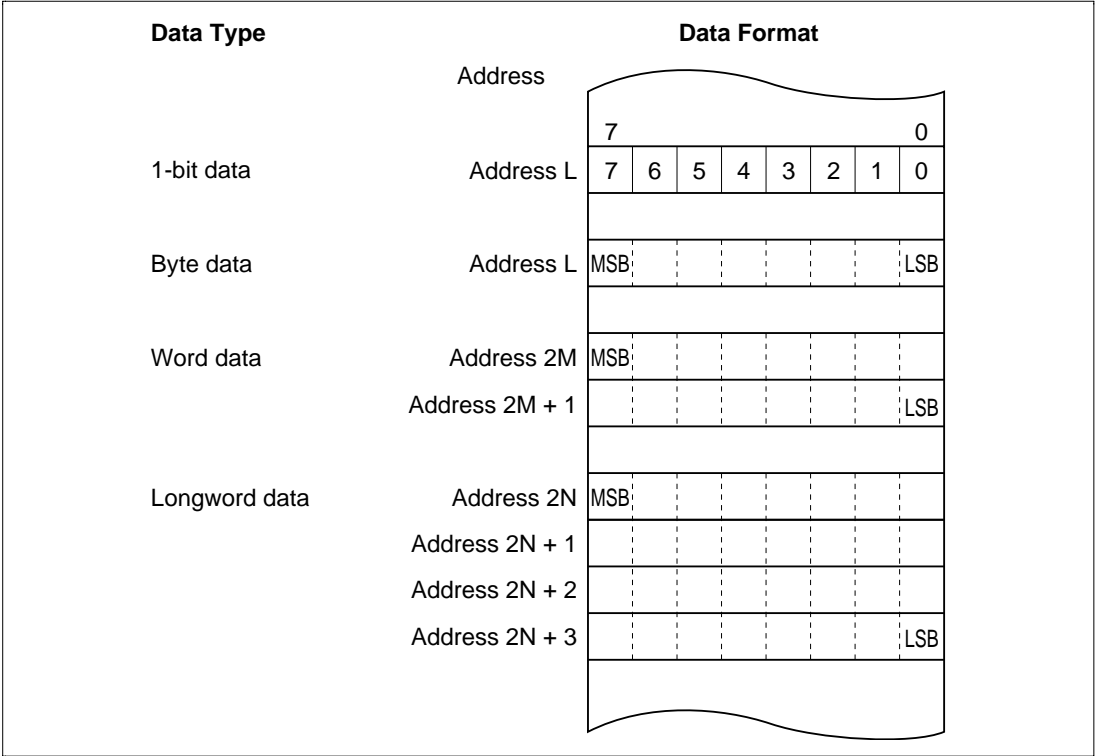 Data Type Data Format
Address
7 0
1-bit data Address L 7 6 5 4 3 2 1 0
Byte data Address L MSB LSB
Word data Address 2M MSB
Address 2M + 1 LSB
Longword data Address 2N MSB
Address 2N + 1
Address 2N + 2
Address 2N + 3 LSB